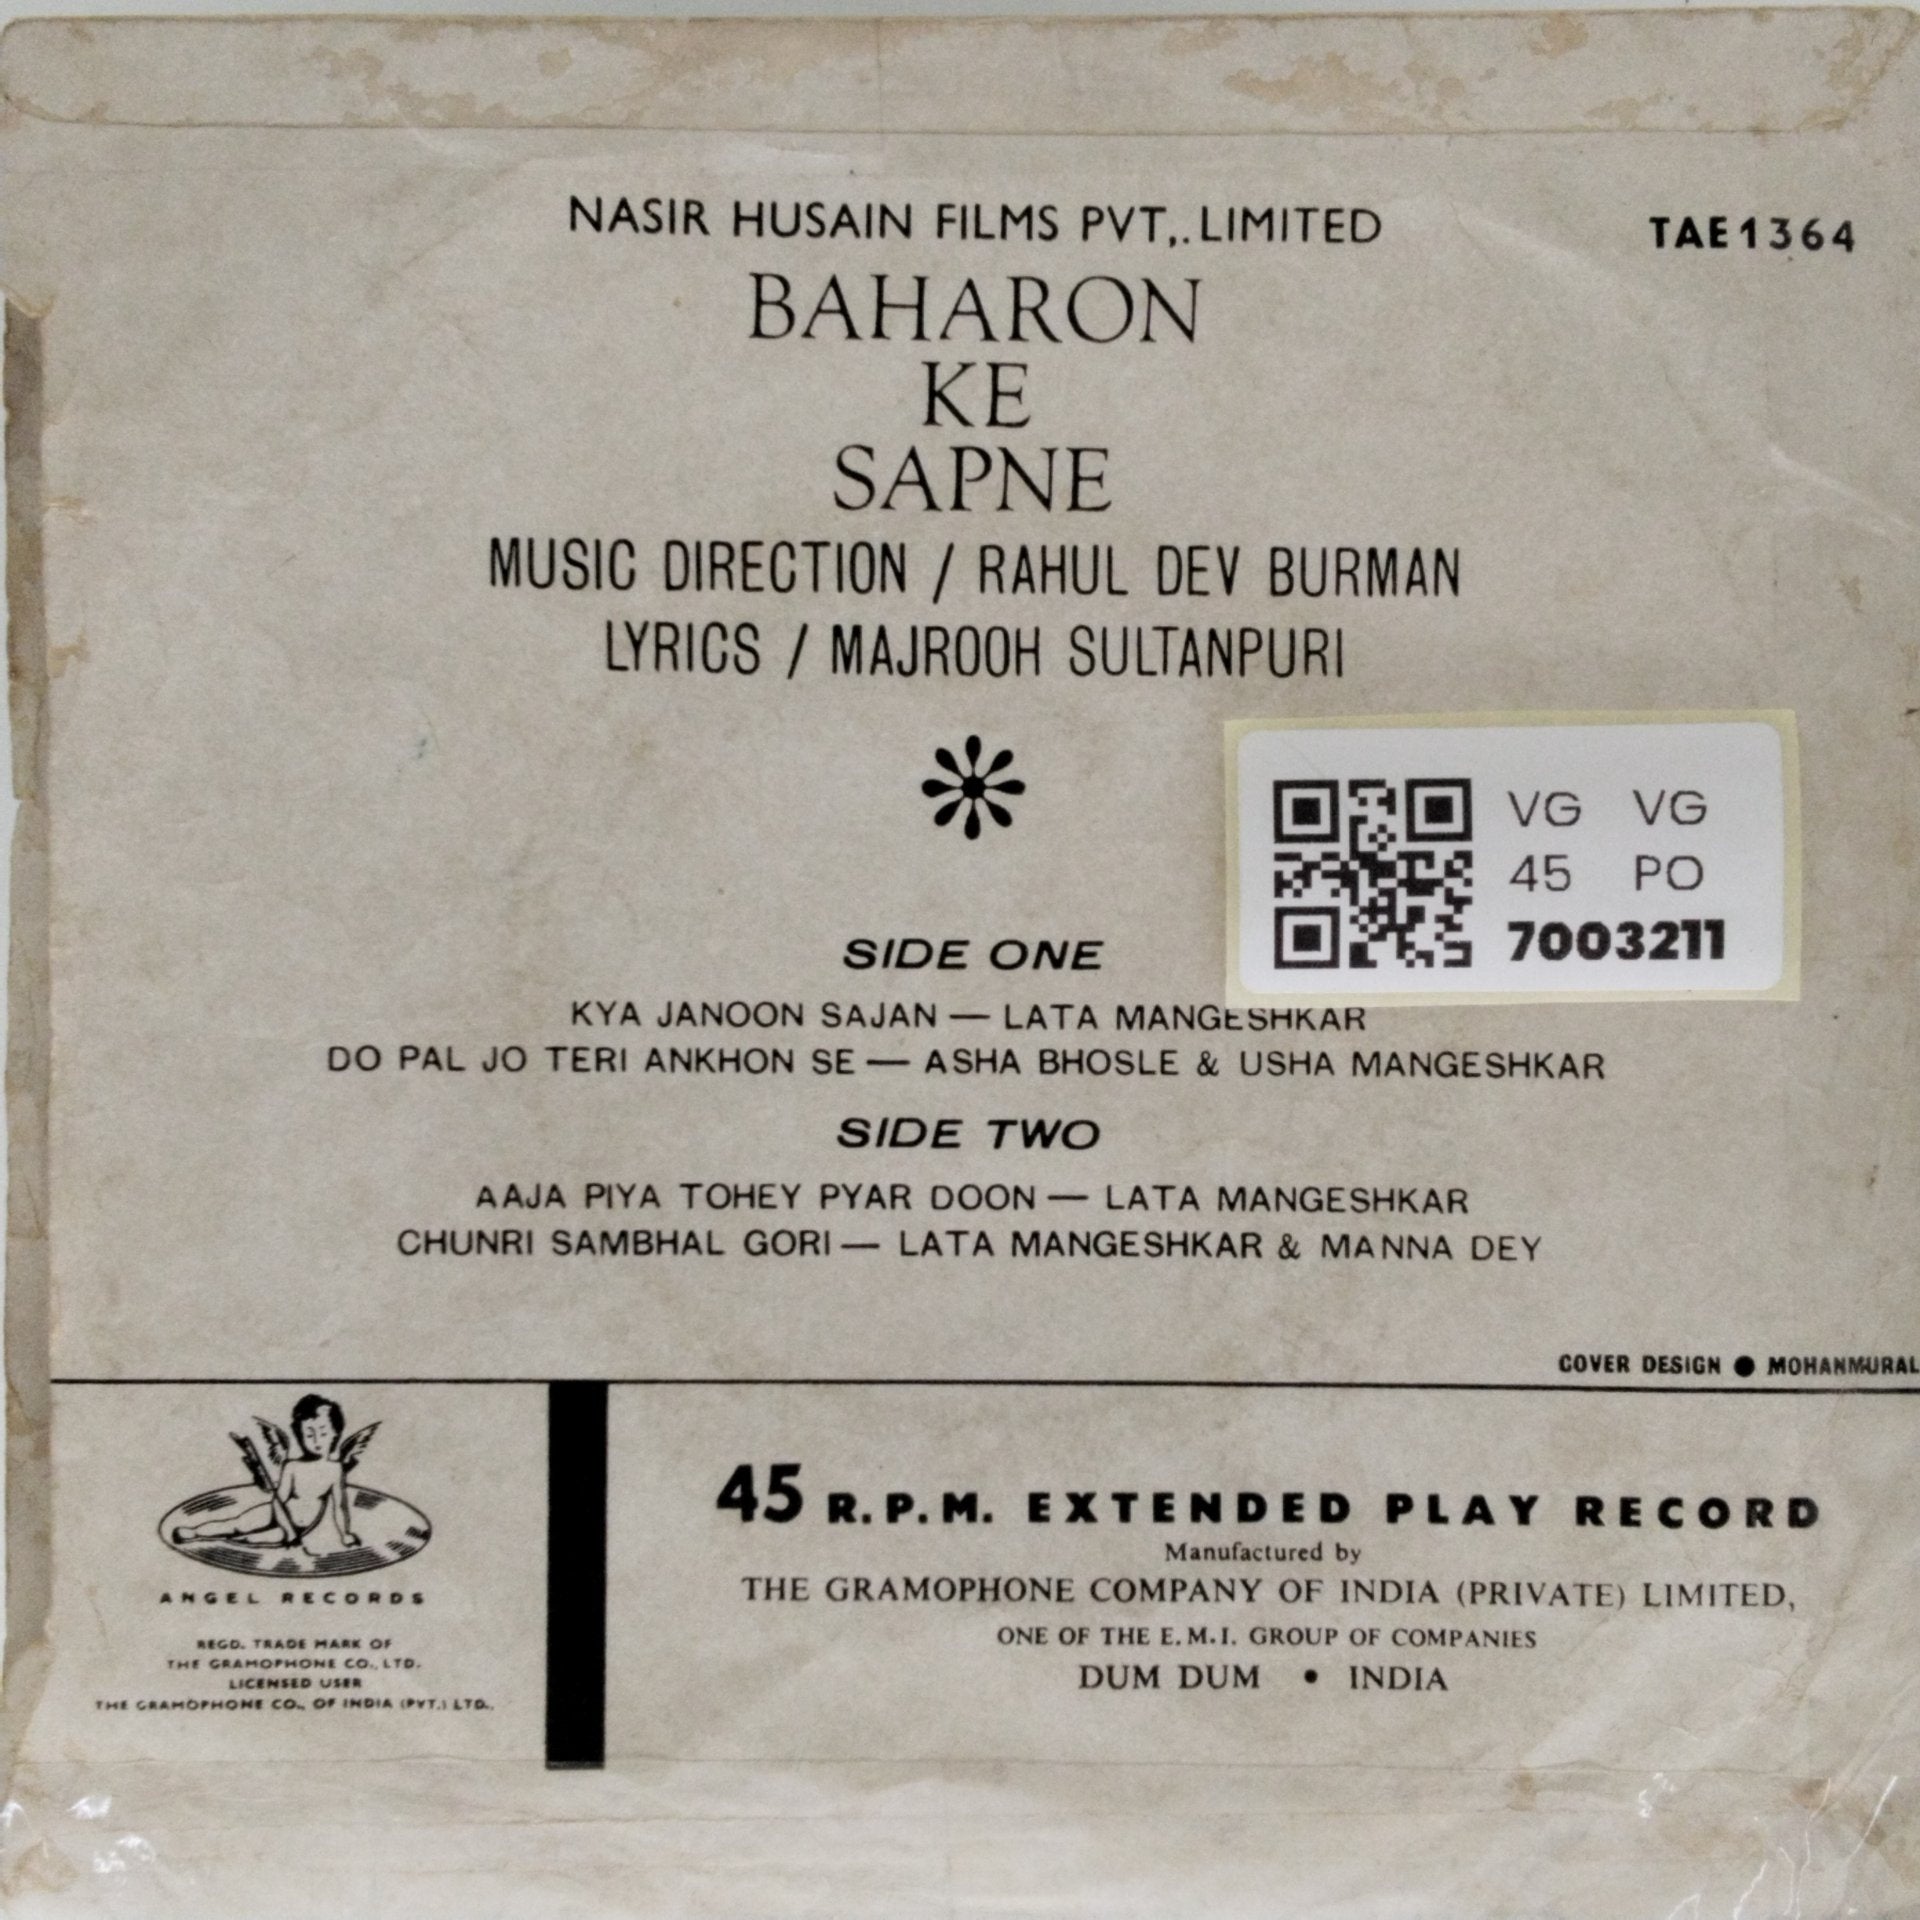 NASIR HUSAIN FILMS PVT,. LIMITED
TAE1364
BAHARON
KE
SAPNE
MUSIC DIRECTION / RAHUL DEV BURMAN
LYRICS / MAJROOH SULTANPURI
VG VG
45 PO
7003211
SIDE ONE
KYA JANOON SAJAN — LATA MANGESHKAR
DO PAL JO TERI ANKHON SE — ASHA BHOSLE & USHA MANGESHKAR
SIDE TWO
AAJA PIYA TOHEY PYAR DOON — LATA MANGESHKAR
CHUNRI SAMBHAL GORI — LATA MANGESHKAR & MANNA DEY
COVER DESIGN ● MOHANMURAL
ANGEL RECORDS
REGD. TRADE MARK OF
THE GRAMOPHONE CO., LTD.
LICENSED USER
THE GRAMOPHONE CO., OF INDIA (PVT.) LTD.
45 R.P.M. EXTENDED PLAY RECORD
Manufactured by
THE GRAMOPHONE COMPANY OF INDIA (PRIVATE) LIMITED,
ONE OF THE E.M.I. GROUP OF COMPANIES
DUM DUM • INDIA